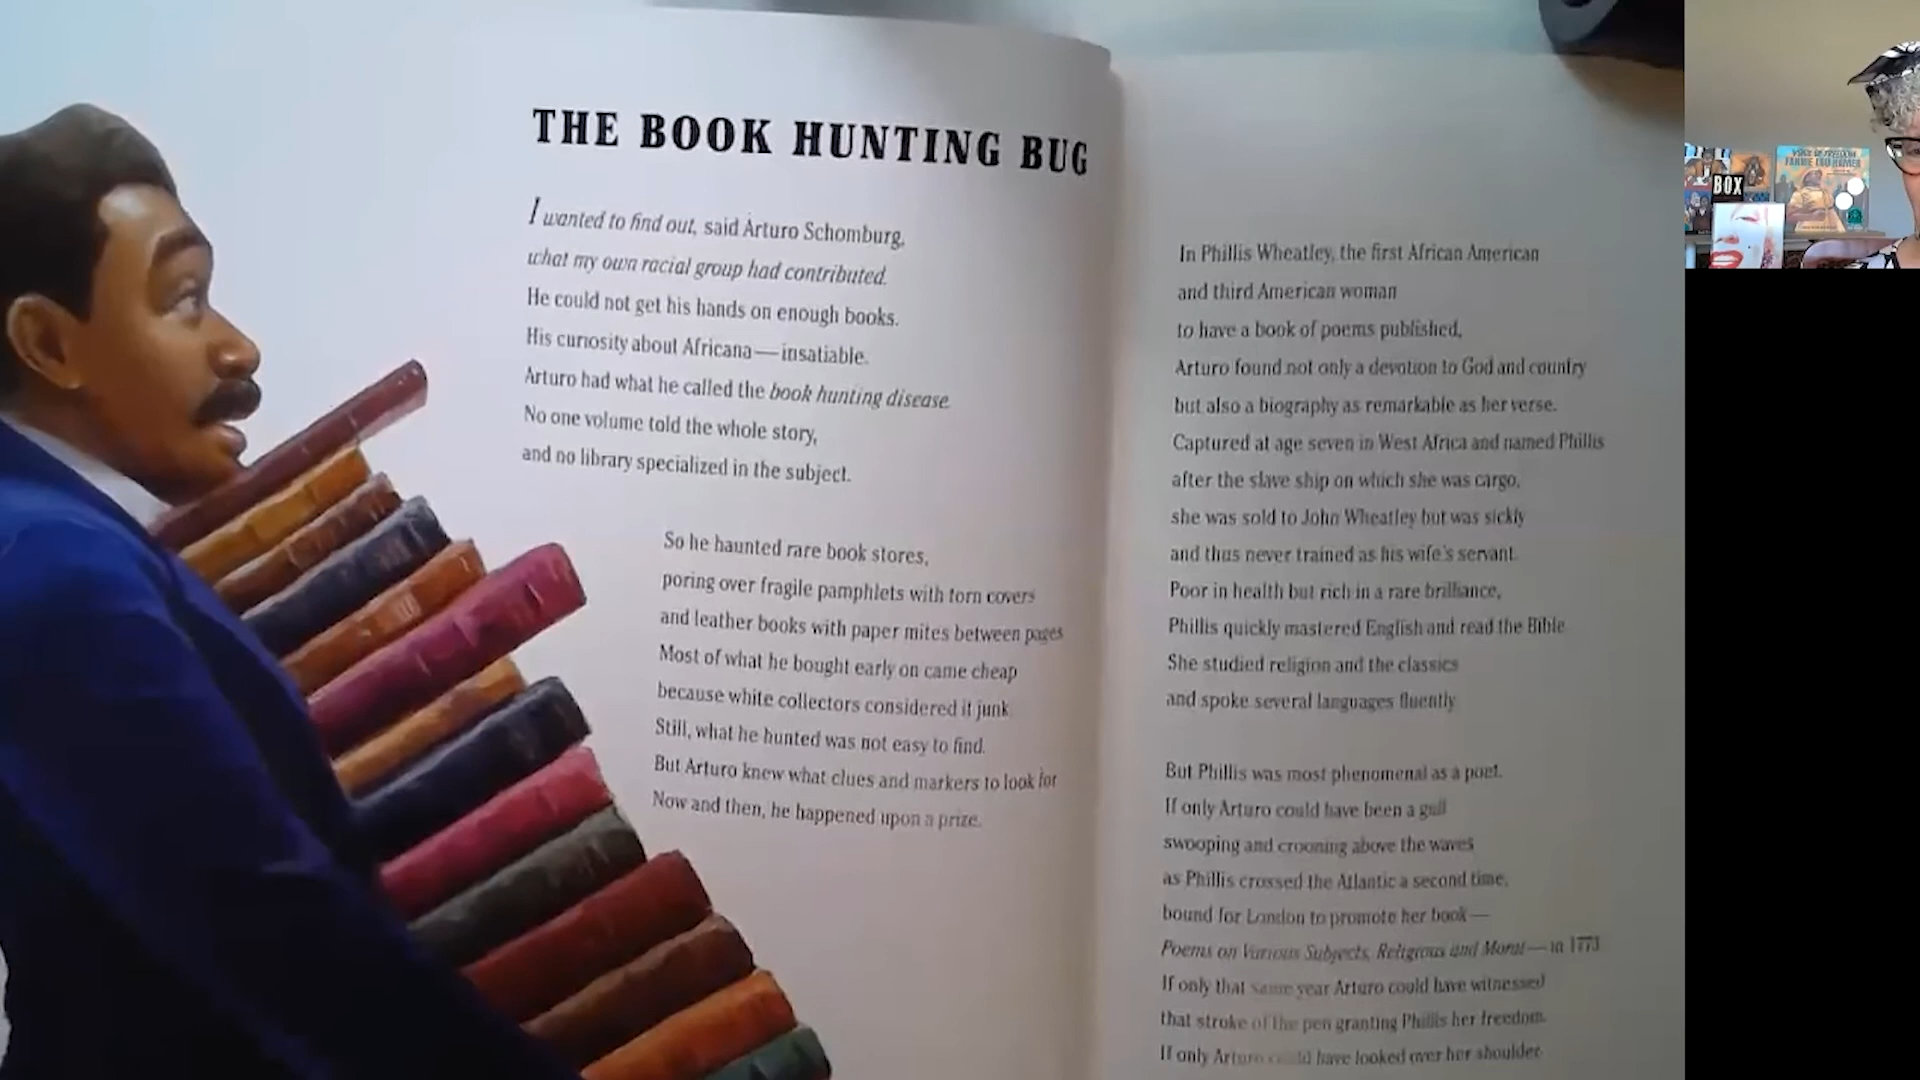 THE BOOK HUNTING BUG
I wanted to find out, said Arturo Schomburg,
what my own racial group had contributed.
He could not get his hands on enough books.
His curiosity about Africana—insatiable.
Arturo had what he called the book hunting disease.
No one volume told the whole story,
and no library specialized in the subject.
So he haunted rare book stores,
poring over fragile pamphlets with torn covers
and leather books with paper mites between pages
Most of what he bought early on came cheap
because white collectors considered it junk.
Still, what he hunted was not easy to find.
But Arturo knew what clues and markers to look for
Now and then, he happened upon a prize.
In Phillis Wheatley, the first African American
and third American woman
to have a book of poems published,
Arturo found not only a devotion to God and country
but also a biography as remarkable as her verse.
Captured at age seven in West Africa and named Phillis
after the slave ship on which she was cargo,
she was sold to John Wheatley but was sickly
and thus never trained as his wife's servant.
Poor in health but rich in a rare brilliance,
Phillis quickly mastered English and read the Bible.
She studied religion and the classics
and spoke several languages fluently.
But Phillis was most phenomenal as a poet.
If only Arturo could have been a gull
swooping and crooning above the waves
as Phillis crossed the Atlantic a second time,
bound for London to promote her book—
Poems on Various Subjects, Religious and Moral—in 1773
If only that same year Arturo could have witnessed
that stroke of the pen granting Phillis her freedom.
If only Arturo could have looked over her shoulder
VOICE OF FREEDOM
FANNIE LOU HAMER
BOX